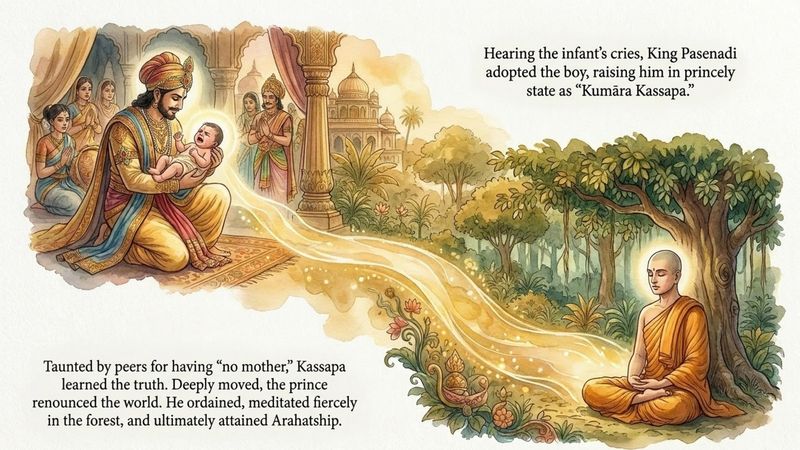 Hearing the infant’s cries, King Pasenadi
adopted the boy, raising him in princely
state as “Kumāra Kassapa.”
Taunted by peers for having “no mother,” Kassapa
learned the truth. Deeply moved, the prince
renounced the world. He ordained, meditated fiercely
in the forest, and ultimately attained Arahatship.